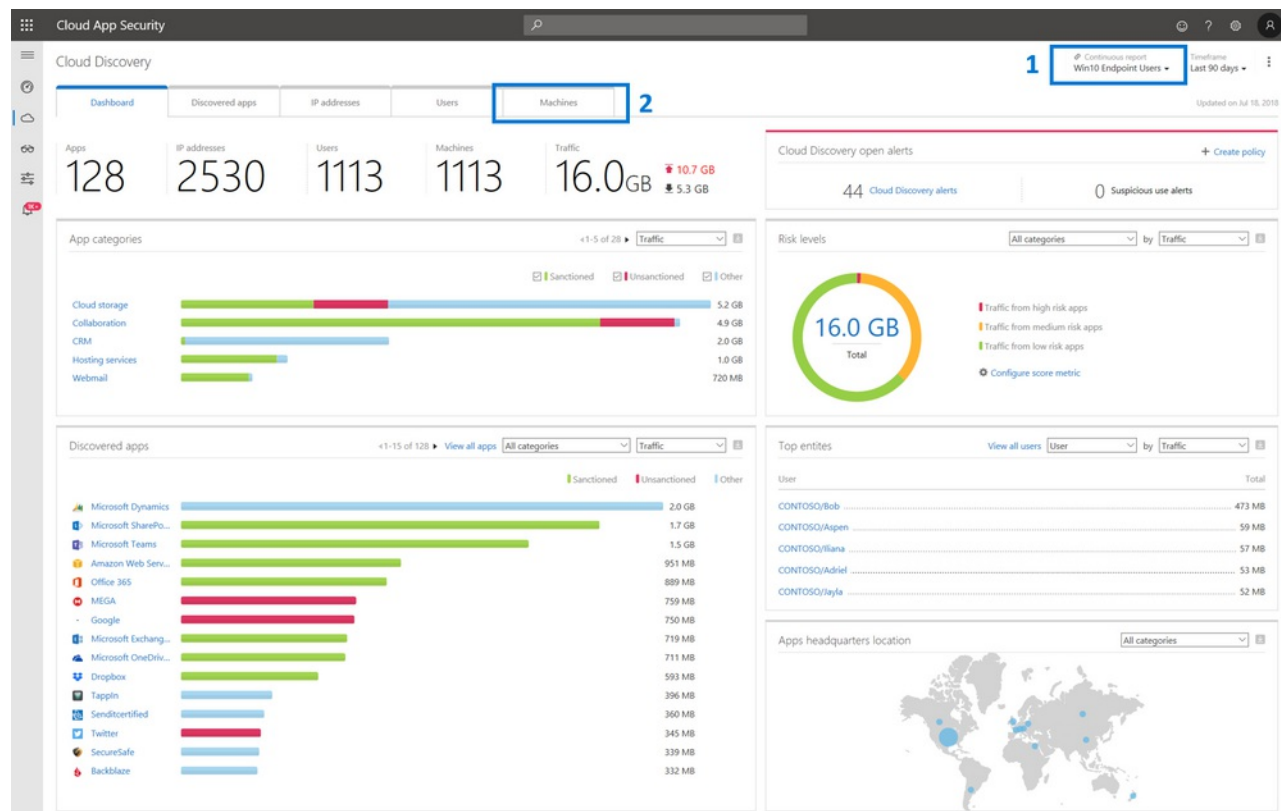 Cloud App Security
Cloud Discovery
1
Continuous report
Win10 Endpoint Users
Timeframe
Last 90 days
Dashboard
Discovered apps
IP addresses
Users
Machines
2
Updated on Jul 18, 2018
Apps
128
IP addresses
2530
Users
1113
Machines
1113
Traffic
16.0GB
10.7 GB
5.3 GB
Cloud Discovery open alerts
+ Create policy
44 Cloud Discovery alerts
0 Suspicious use alerts
App categories
1-5 of 28
Traffic
Sanctioned
Unsanctioned
Other
Cloud storage 5.2 GB
Collaboration 4.9 GB
CRM 2.0 GB
Hosting services 1.0 GB
Webmail 720 MB
Risk levels
All categories
by
Traffic
16.0 GB
Total
Traffic from high risk apps
Traffic from medium risk apps
Traffic from low risk apps
Configure score metric
Discovered apps
1-15 of 128
View all apps
All categories
Traffic
Sanctioned
Unsanctioned
Other
Microsoft Dynamics 2.0 GB
Microsoft SharePo... 1.7 GB
Microsoft Teams 1.5 GB
Amazon Web Serv... 951 MB
Office 365 889 MB
MEGA 759 MB
Google 750 MB
Microsoft Exchang... 719 MB
Microsoft OneDriv... 711 MB
Dropbox 593 MB
TappIn 396 MB
Senditcertified 360 MB
Twitter 345 MB
SecureSafe 339 MB
Backblaze 332 MB
Top entites
View all users
User
by
Traffic
User Total
CONTOSO/Bob 473 MB
CONTOSO/Aspen 59 MB
CONTOSO/Iliana 57 MB
CONTOSO/Adriel 53 MB
CONTOSO/Jayla 52 MB
Apps headquarters location
All categories